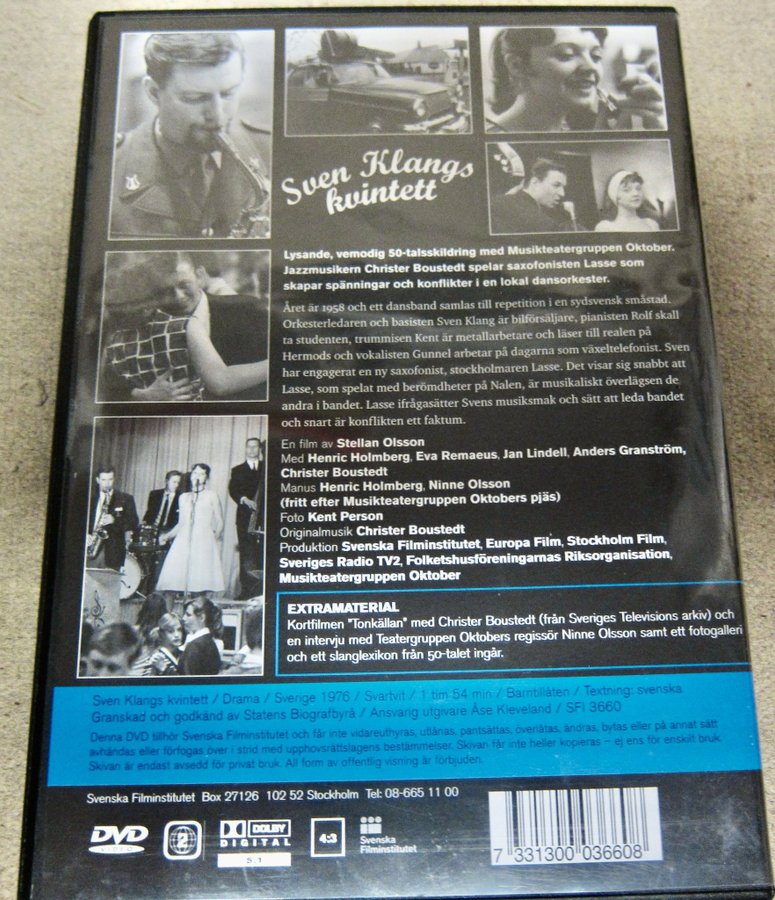 Sven Klangs
kvintett
Lysande, vemodig 50-talsskildring med Musikteatergruppen Oktober.
Jazzmusikern Christer Boustedt spelar saxofonisten Lasse som
skapar spänningar och konflikter i en lokal dansorkester.
Året är 1958 och ett dansband samlas till repetition i en sydsvensk småstad.
Orkesterledaren och basisten Sven Klang är bilförsäljare, pianisten Rolf skall
ta studenten, trummisen Kent är metallarbetare och läser till realen på
Hermods och vokalisten Gunnel arbetar på dagarna som växeltelefonist. Sven
har engagerat en ny saxofonist, stockholmaren Lasse. Det visar sig snabbt att
Lasse, som spelat med berömdheter på Nalen, är musikaliskt överlägsen de
andra i bandet. Lasse ifrågasätter Svens musiksmak och sätt att leda bandet
och snart är konflikten ett faktum.
En film av Stellan Olsson
Med Henric Holmberg, Eva Remaeus, Jan Lindell, Anders Granström,
Christer Boustedt
Manus Henric Holmberg, Ninne Olsson
(fritt efter Musikteatergruppen Oktobers pjäs)
Foto Kent Person
Originalmusik Christer Boustedt
Produktion Svenska Filminstitutet, Europa Film, Stockholm Film,
Sveriges Radio TV2, Folketshusföreningarnas Riksorganisation,
Musikteatergruppen Oktober
EXTRAMATERIAL
Kortfilmen "Tonkällan" med Christer Boustedt (från Sveriges Televisions arkiv) och
en intervju med Teatergruppen Oktobers regissör Ninne Olsson samt ett fotogalleri
och ett slanglexikon från 50-talet ingår.
Sven Klangs kvintett / Drama / Sverige 1976 / Svartvit / 1 tim 54 min / Barntillåten / Textning: svenska
Granskad och godkänd av Statens Biografbyrå / Ansvarig utgivare Åse Kleveland / SFI 3660
Denna DVD tillhör Svenska Filminstitutet och får inte vidareuthyras, utlånas, pantsättas, överlåtas, ändras, bytas eller på annat sätt
avhändas eller förfogas över i strid med upphovsrättslagens bestämmelser. Skivan får inte heller kopieras – ej ens för enskilt bruk.
Skivan är endast avsedd för privat bruk. All form av offentlig visning är förbjuden.
Svenska Filminstitutet Box 27126 102 52 Stockholm Tel: 08-665 11 00
DVD
VIDEO
2
DOLBY
DIGITAL
5.1
4:3
Svenska
Filminstitutet
7 331300 036608